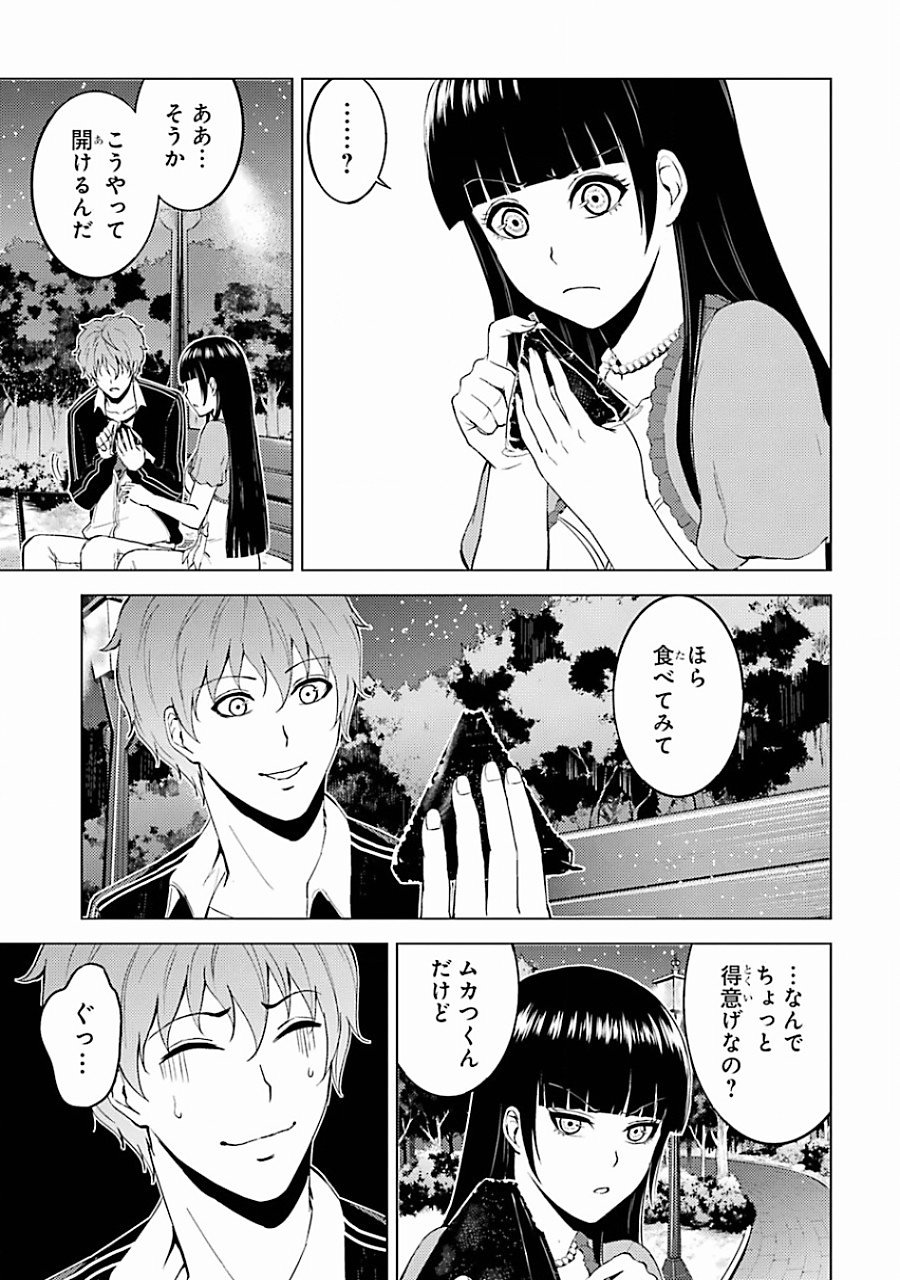 ………?
ああ…
そうか
こうやって
開けるんだ
ほら
食べてみて
…なんで
ちょっと
得意げなの?
ムカつくん
だけど
ぐっ…